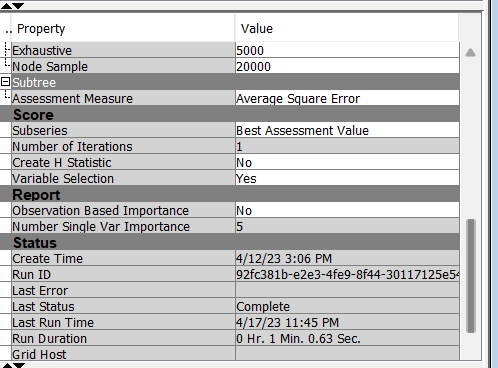 .. Property Value
Exhaustive 5000
Node Sample 20000
Subtree
Assessment Measure Average Square Error
Score
Subseries Best Assessment Value
Number of Iterations 1
Create H Statistic No
Variable Selection Yes
Report
Observation Based Importance No
Number Single Var Importance 5
Status
Create Time 4/12/23 3:06 PM
Run ID 92fc381b-e2e3-4fe9-8f44-30117125e54
Last Error
Last Status Complete
Last Run Time 4/17/23 11:45 PM
Run Duration 0 Hr. 1 Min. 0.63 Sec.
Grid Host